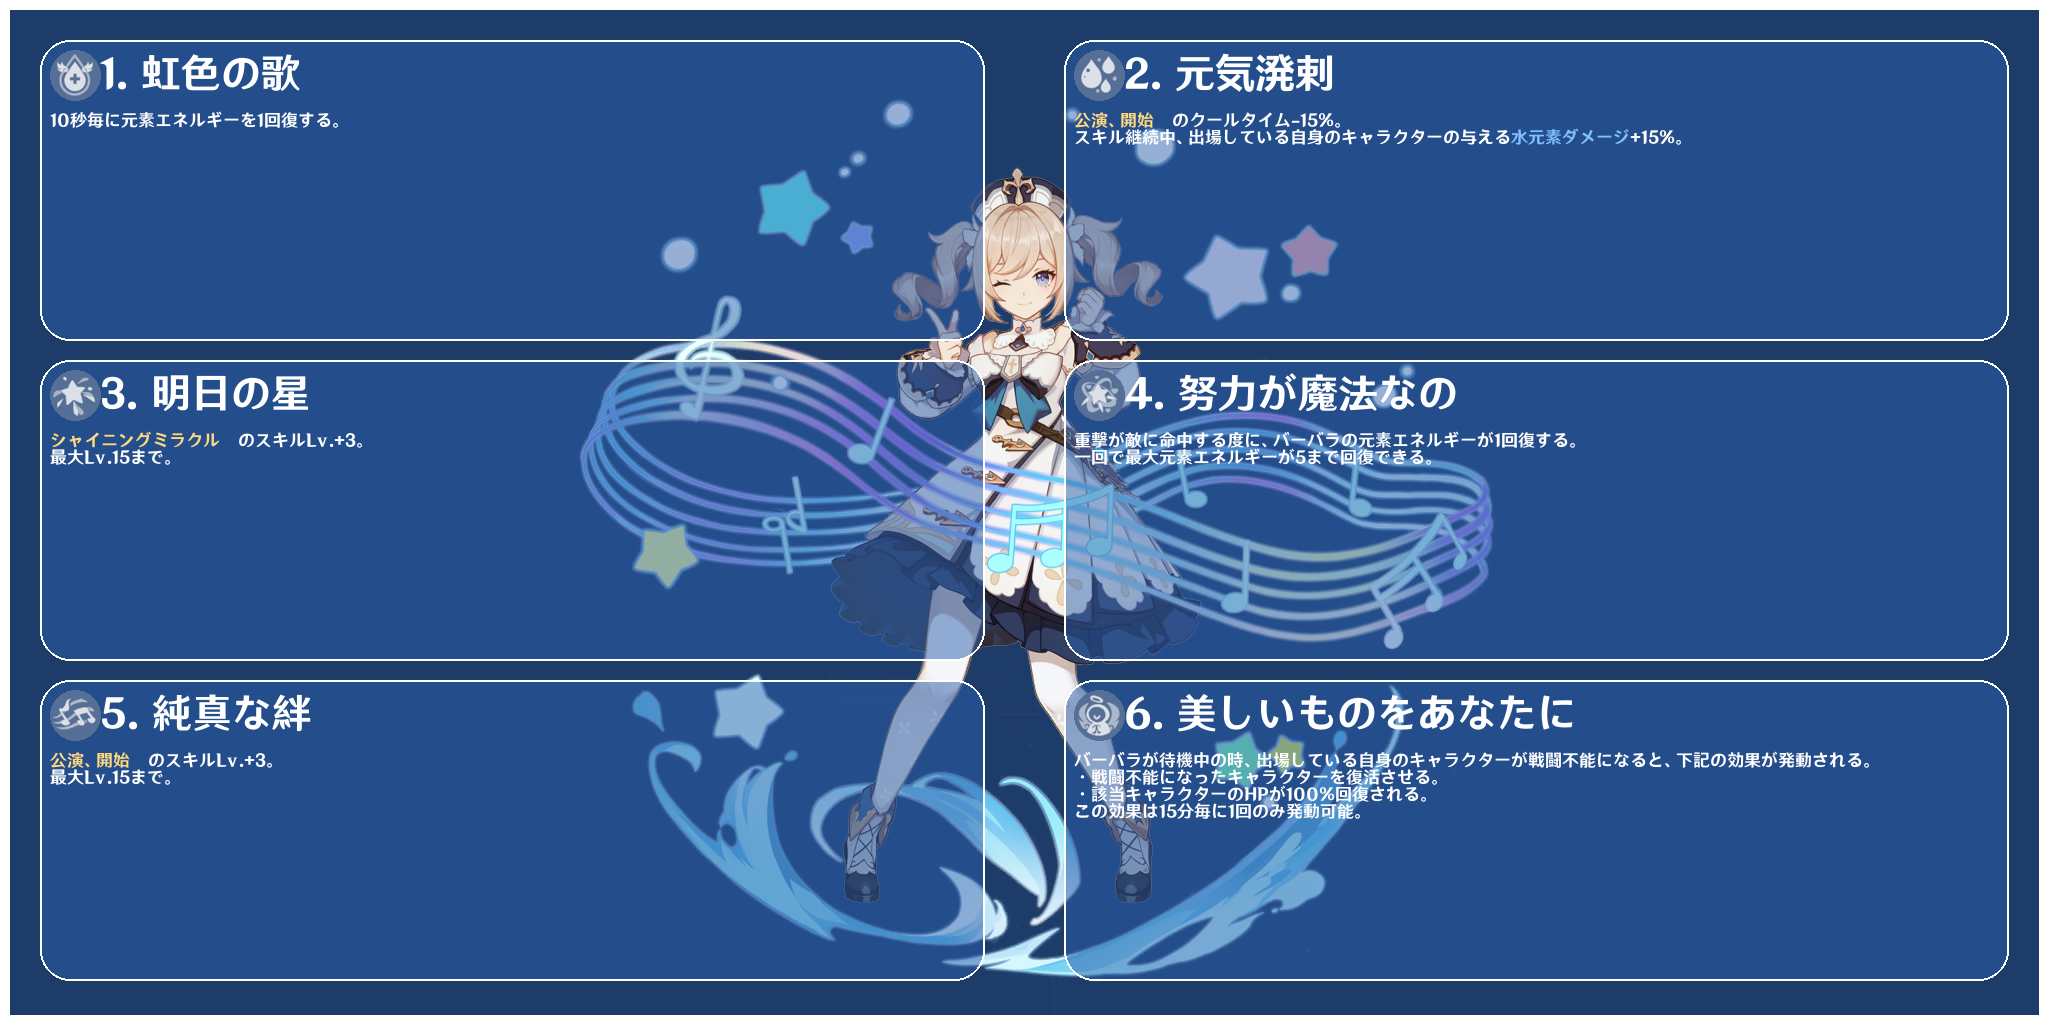 1. 虹色の歌
10秒毎に元素エネルギーを1回復する。
2. 元気溌剌
公演、開始　のクールタイム-15%。
スキル継続中、出場している自身のキャラクターの与える水元素ダメージ+15%。
3. 明日の星
シャイニングミラクル　のスキルLv.+3。
最大Lv.15まで。
4. 努力が魔法なの
重撃が敵に命中する度に、バーバラの元素エネルギーが1回復する。
一回で最大元素エネルギーが5まで回復できる。
5. 純真な絆
公演、開始　のスキルLv.+3。
最大Lv.15まで。
6. 美しいものをあなたに
バーバラが待機中の時、出場している自身のキャラクターが戦闘不能になると、下記の効果が発動される。
・戦闘不能になったキャラクターを復活させる。
・該当キャラクターのHPが100%回復される。
この効果は15分毎に1回のみ発動可能。